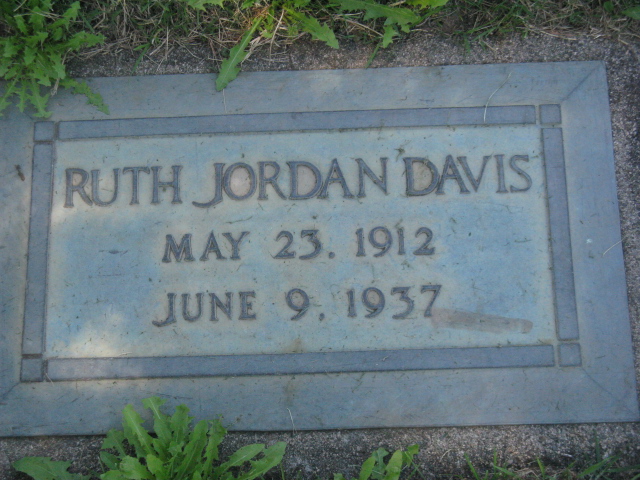 RUTH JORDAN DAVIS
MAY 23. 1912
JUNE 9, 1937